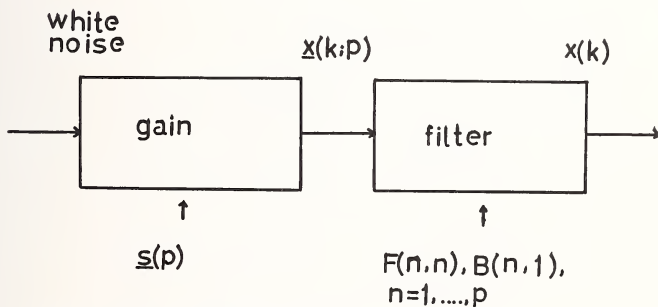 white
noise
x(k;p)
x(k)
gain
filter
s(p)
F(n,n), B(n,1),
n=1,....,p